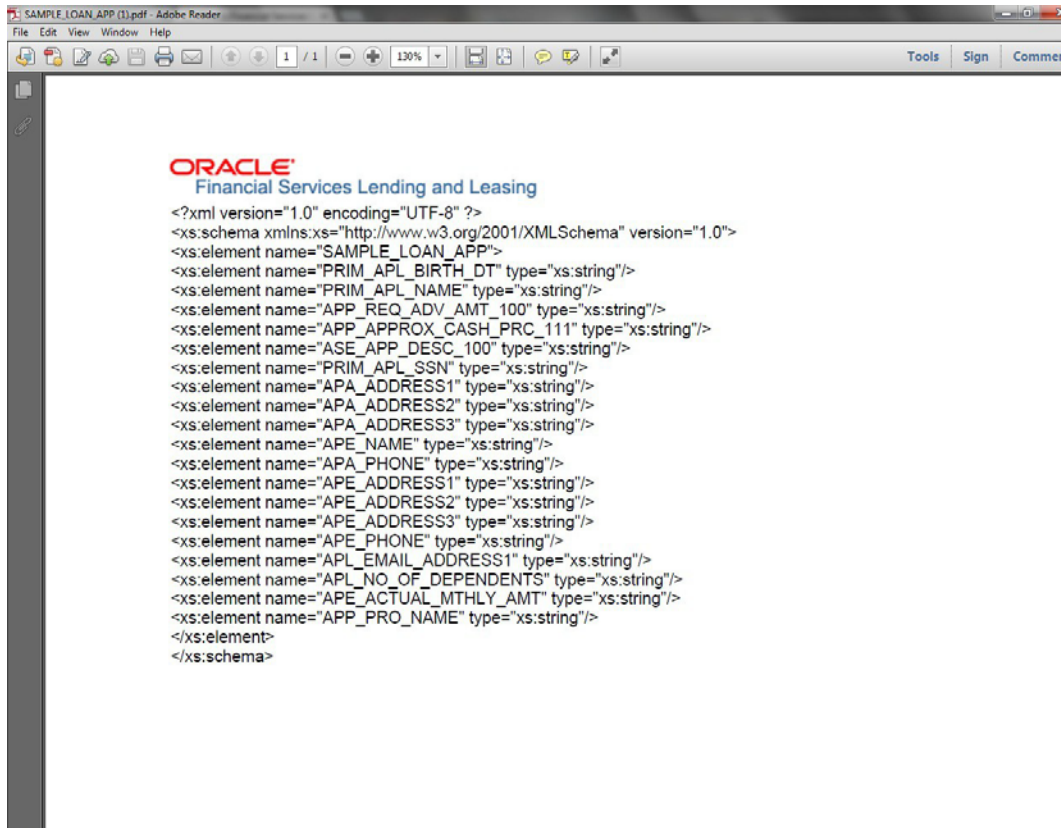 SAMPLE_LOAN_APP (1).pdf - Adobe Reader
File Edit View Window Help
1 / 1 130% Tools Sign Commen
ORACLE
Financial Services Lending and Leasing
<?xml version="1.0" encoding="UTF-8" ?>
<xs:schema xmlns:xs="http://www.w3.org/2001/XMLSchema" version="1.0">
<xs:element name="SAMPLE_LOAN_APP">
<xs:element name="PRIM_APL_BIRTH_DT" type="xs:string"/>
<xs:element name="PRIM_APL_NAME" type="xs:string"/>
<xs:element name="APP_REQ_ADV_AMT_100" type="xs:string"/>
<xs:element name="APP_APPROX_CASH_PRC_111" type="xs:string"/>
<xs:element name="ASE_APP_DESC_100" type="xs:string"/>
<xs:element name="PRIM_APL_SSN" type="xs:string"/>
<xs:element name="APA_ADDRESS1" type="xs:string"/>
<xs:element name="APA_ADDRESS2" type="xs:string"/>
<xs:element name="APA_ADDRESS3" type="xs:string"/>
<xs:element name="APE_NAME" type="xs:string"/>
<xs:element name="APA_PHONE" type="xs:string"/>
<xs:element name="APE_ADDRESS1" type="xs:string"/>
<xs:element name="APE_ADDRESS2" type="xs:string"/>
<xs:element name="APE_ADDRESS3" type="xs:string"/>
<xs:element name="APE_PHONE" type="xs:string"/>
<xs:element name="APL_EMAIL_ADDRESS1" type="xs:string"/>
<xs:element name="APL_NO_OF_DEPENDENTS" type="xs:string"/>
<xs:element name="APE_ACTUAL_MTHLY_AMT" type="xs:string"/>
<xs:element name="APP_PRO_NAME" type="xs:string"/>
</xs:element>
</xs:schema>